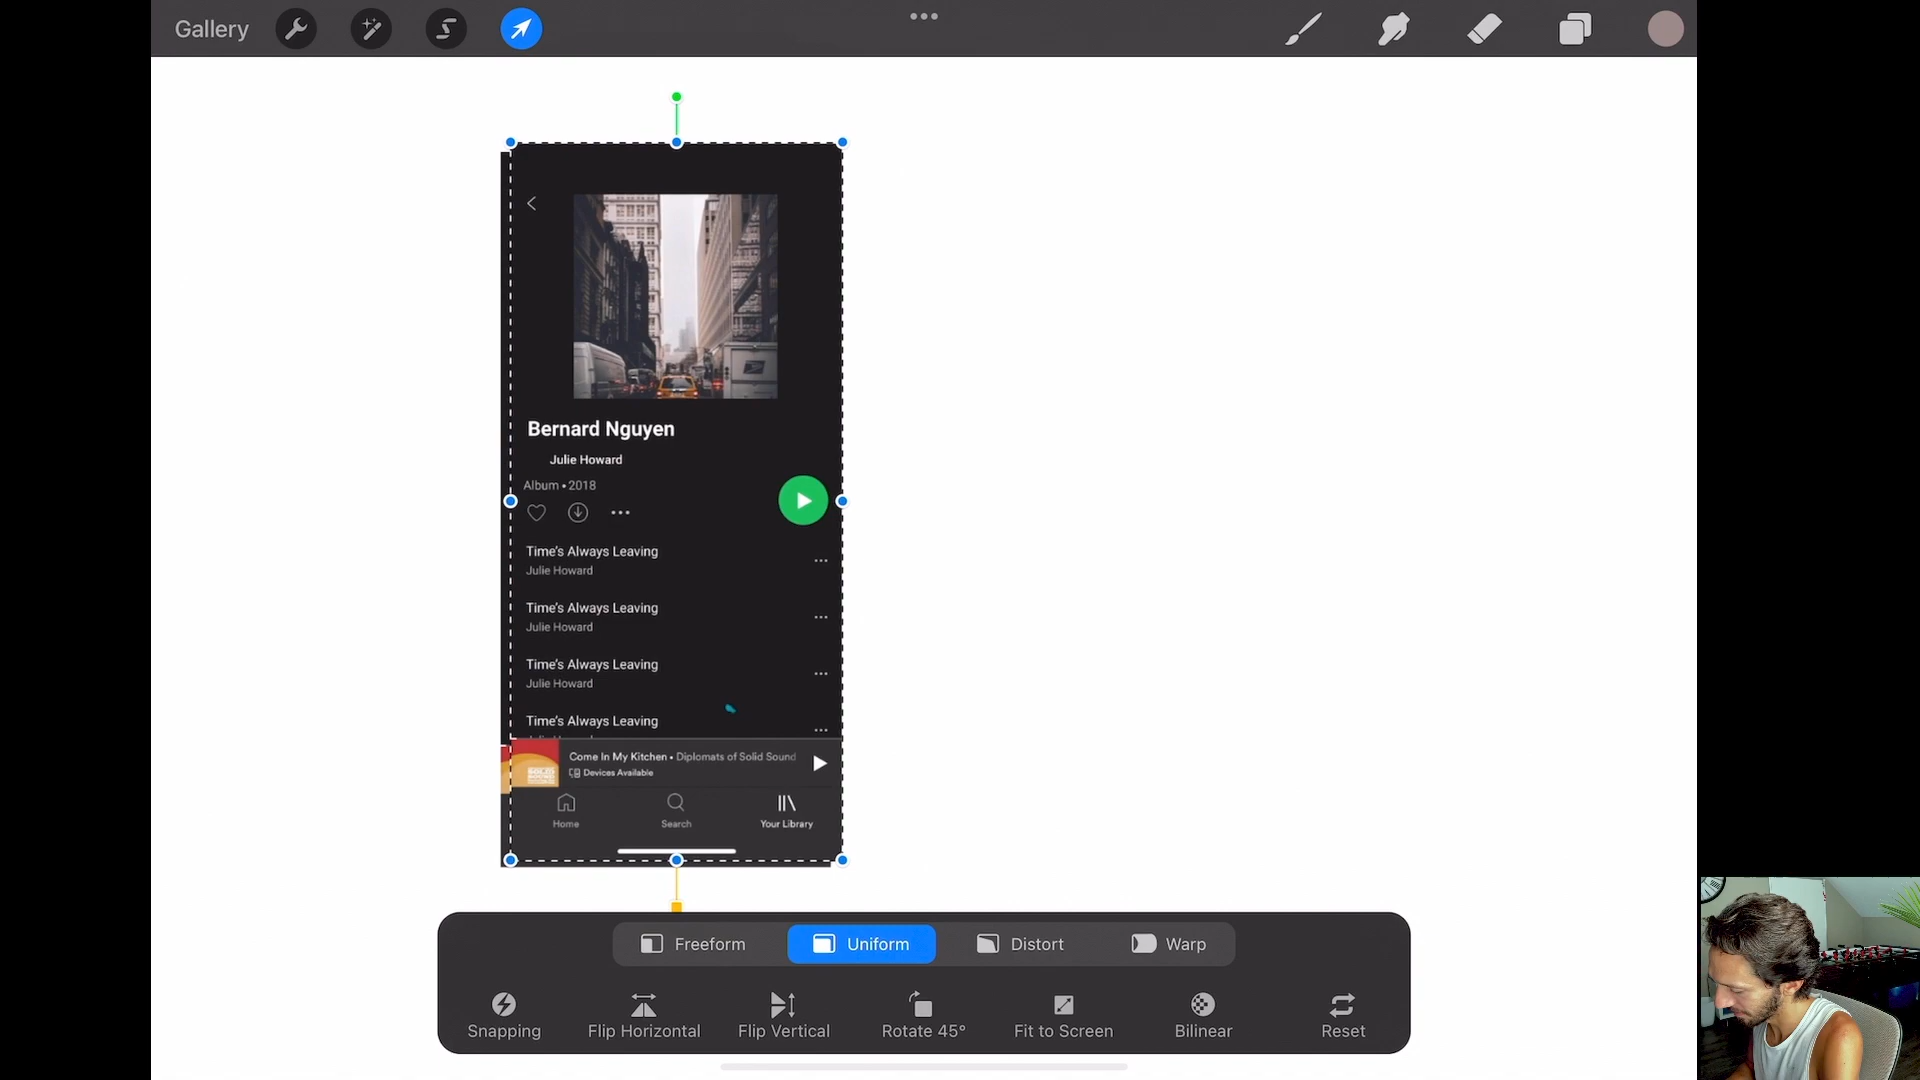 Gallery
Bernard Nguyen
Julie Howard
Album • 2018
Time's Always Leaving
Julie Howard
Time's Always Leaving
Julie Howard
Time's Always Leaving
Julie Howard
Time's Always Leaving
SOLID
Come In My Kitchen • Diplomats of Solid Sound
Devices Available
Home
Search
Your Library
Freeform
Uniform
Distort
Warp
Snapping
Flip Horizontal
Flip Vertical
Rotate 45°
Fit to Screen
Bilinear
Reset